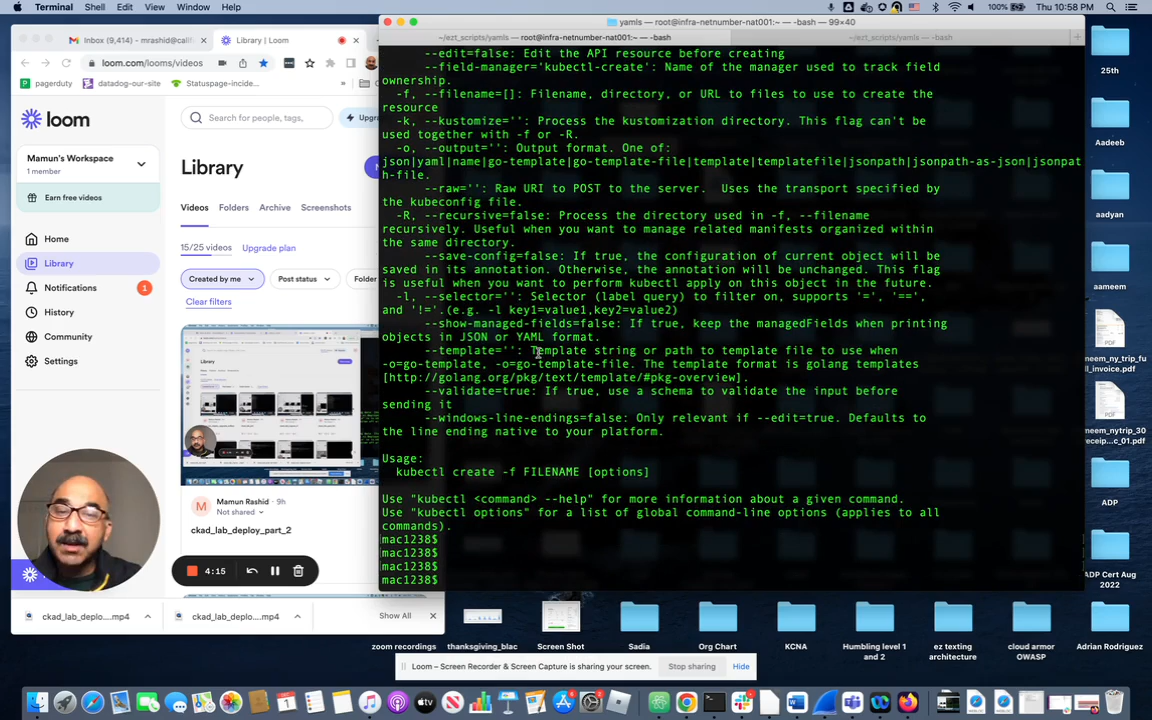 Terminal Shell Edit View Window Help
100% Thu Dec 1 10:58 PM
Inbox (9,414) - mrashid@calif
Library | Loom
loom.com/looms/videos
pagerduty
datadog-our-site
Statuspage-incide...
loom
Search for people, tags,
Mamun's Workspace
1 member
Earn free videos
Home
Library
Notifications
1
History
Community
Settings
Library
Videos Folders Archive Screenshots
15/25 videos Upgrade plan
Created by me
Post status
Folder
Clear filters
M
Mamun Rashid · 9h
Not shared
ckad_lab_deploy_part_2
4:15
ckad_lab_deplo....mp4
ckad_lab_deplo....mp4
Show All
yamls — root@infra-netnumber-nat001:~ — -bash — 99×40
~/ezt_scripts/yamls — root@infra-netnumber-nat001:~ — -bash
~/ezt_scripts/yamls — -bash
--edit=false: Edit the API resource before creating
--field-manager='kubectl-create': Name of the manager used to track field
ownership.
-f, --filename=[]: Filename, directory, or URL to files to use to create the
resource
-k, --kustomize='': Process the kustomization directory. This flag can't be
used together with -f or -R.
-o, --output='': Output format. One of:
json|yaml|name|go-template|go-template-file|template|templatefile|jsonpath|jsonpath-as-json|jsonpat
h-file.
--raw='': Raw URI to POST to the server.  Uses the transport specified by
the kubeconfig file.
-R, --recursive=false: Process the directory used in -f, --filename
recursively. Useful when you want to manage related manifests organized within
the same directory.
--save-config=false: If true, the configuration of current object will be
saved in its annotation. Otherwise, the annotation will be unchanged. This flag
is useful when you want to perform kubectl apply on this object in the future.
-l, --selector='': Selector (label query) to filter on, supports '=', '==',
and '!='.(e.g. -l key1=value1,key2=value2)
--show-managed-fields=false: If true, keep the managedFields when printing
objects in JSON or YAML format.
--template='': Template string or path to template file to use when
-o=go-template, -o=go-template-file. The template format is golang templates
[http://golang.org/pkg/text/template/#pkg-overview].
--validate=true: If true, use a schema to validate the input before
sending it
--windows-line-endings=false: Only relevant if --edit=true. Defaults to
the line ending native to your platform.
Usage:
kubectl create -f FILENAME [options]
Use "kubectl <command> --help" for more information about a given command.
Use "kubectl options" for a list of global command-line options (applies to all
commands).
mac1238$
mac1238$
mac1238$
mac1238$
25th
Aadeeb
aadyan
aameem
ADP
ADP Cert Aug
2022
Adrian Rodriguez
zoom recordings
thanksgiving_blac
Screen Shot
Sadia
Org Chart
KCNA
Humbling level 1
and 2
ez texting
architecture
cloud armor
OWASP
Loom – Screen Recorder & Screen Capture is sharing your screen.
Stop sharing
Hide